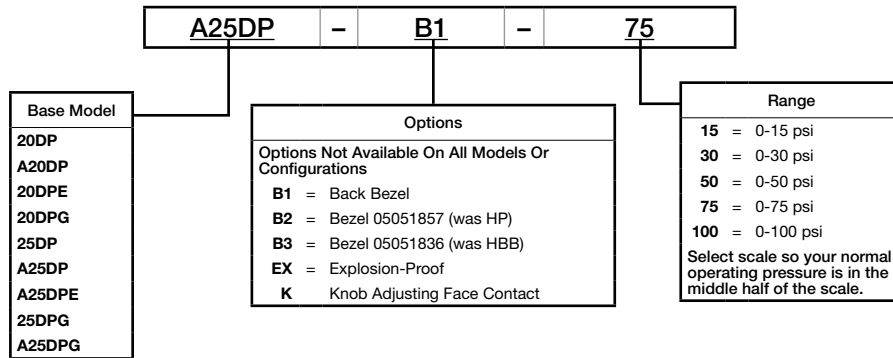 A25DP – B1 – 75
Base Model
20DP
A20DP
20DPE
20DPG
25DP
A25DP
A25DPE
25DPG
A25DPG
Options
Options Not Available On All Models Or
Configurations
B1 = Back Bezel
B2 = Bezel 05051857 (was HP)
B3 = Bezel 05051836 (was HBB)
EX = Explosion-Proof
K Knob Adjusting Face Contact
Range
15 = 0-15 psi
30 = 0-30 psi
50 = 0-50 psi
75 = 0-75 psi
100 = 0-100 psi
Select scale so your normal
operating pressure is in the
middle half of the scale.